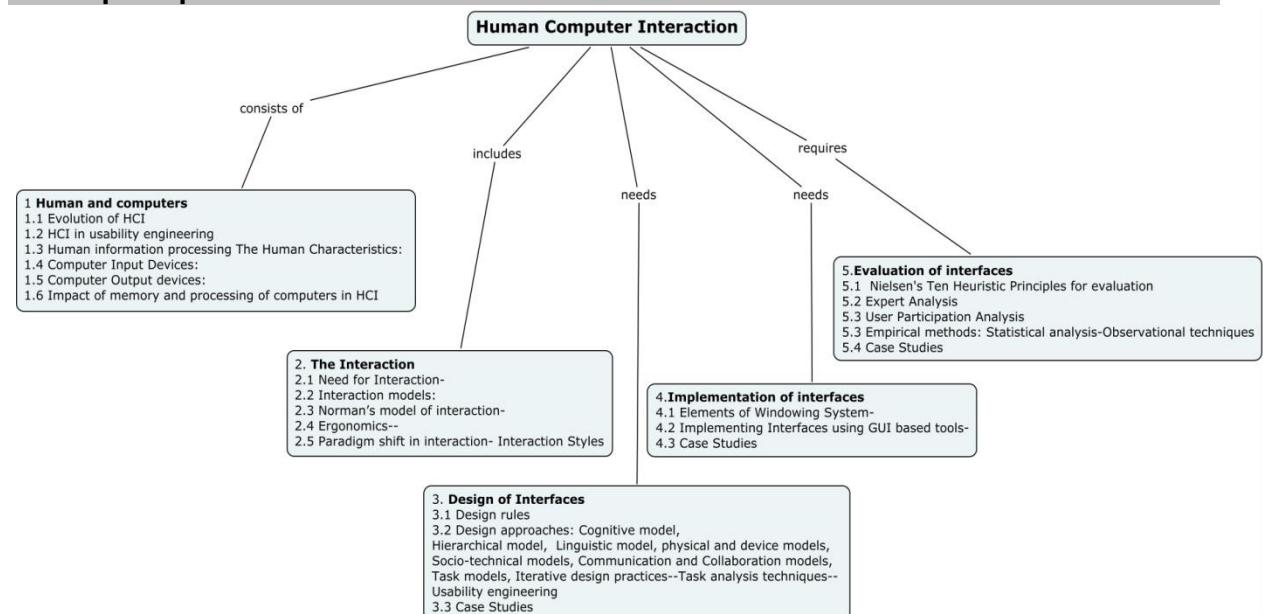 Human Computer Interaction
consists of
includes
needs
needs
requires
1 Human and computers
1.1 Evolution of HCI
1.2 HCI in usability engineering
1.3 Human information processing The Human Characteristics:
1.4 Computer Input Devices:
1.5 Computer Output devices:
1.6 Impact of memory and processing of computers in HCI
2. The Interaction
2.1 Need for Interaction-
2.2 Interaction models:
2.3 Norman’s model of interaction-
2.4 Ergonomics--
2.5 Paradigm shift in interaction- Interaction Styles
3. Design of Interfaces
3.1 Design rules
3.2 Design approaches: Cognitive model,
Hierarchical model, Linguistic model, physical and device models,
Socio-technical models, Communication and Collaboration models,
Task models, Iterative design practices--Task analysis techniques--
Usability engineering
3.3 Case Studies
4.Implementation of interfaces
4.1 Elements of Windowing System-
4.2 Implementing Interfaces using GUI based tools-
4.3 Case Studies
5.Evaluation of interfaces
5.1 Nielsen's Ten Heuristic Principles for evaluation
5.2 Expert Analysis
5.3 User Participation Analysis
5.3 Empirical methods: Statistical analysis-Observational techniques
5.4 Case Studies